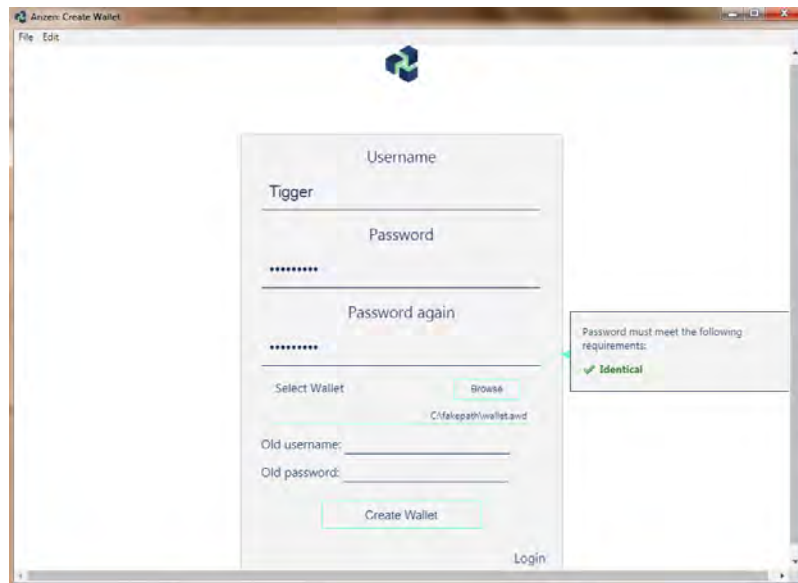 Anzen: Create Wallet
File Edit
Username
Tigger
Password
•••••••••
Password again
•••••••••
Password must meet the following
requirements:
✔ Identical
Select Wallet
Browse
C:\fakepath\wallet.awd
Old username:
Old password:
Create Wallet
Login